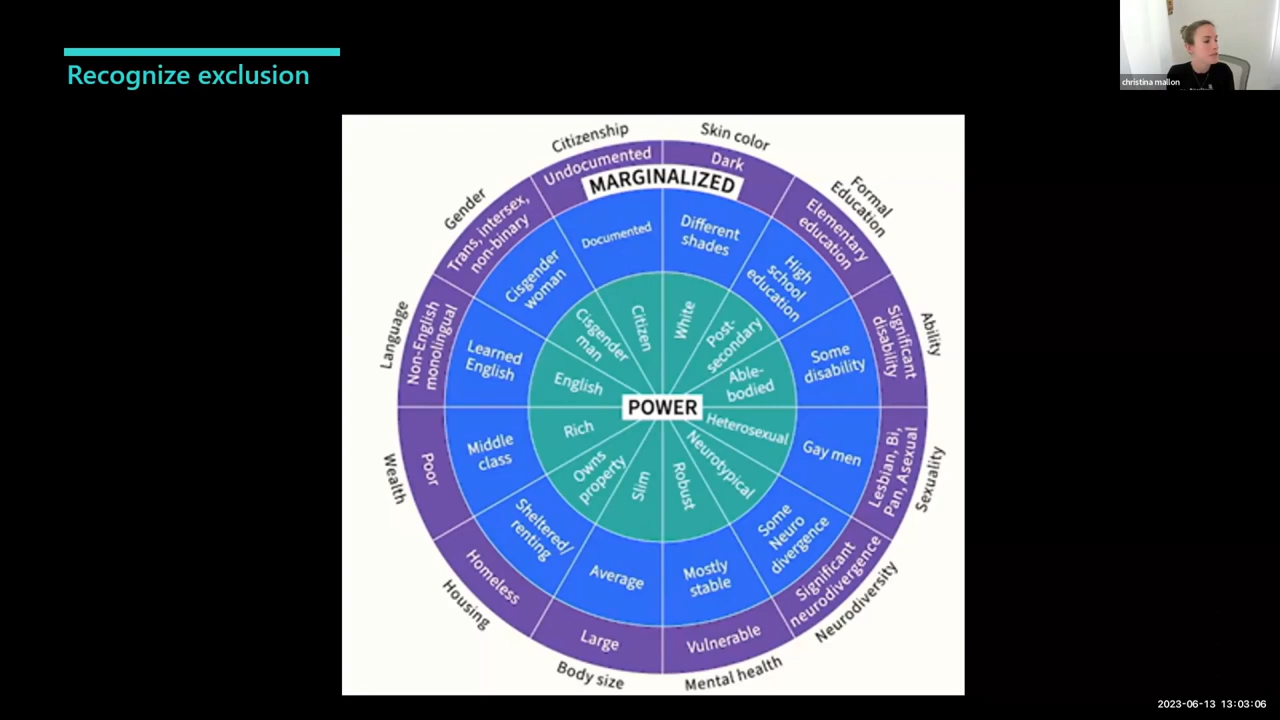 Recognize exclusion
christina mallon
Citizenship
Skin color
Formal
Education
Ability
Sexuality
Neurodiversity
Mental health
Body size
Housing
Wealth
Language
Gender
Undocumented
Dark
MARGINALIZED
Elementary
education
Significant
disability
Lesbian, Bi,
Pan, Asexual
Significant
neurodivergence
Vulnerable
Large
Homeless
Poor
Non-English
monolingual
Trans, intersex,
non-binary
Documented
Different
shades
High
school
education
Some
disability
Gay men
Some
Neuro
divergence
Mostly
stable
Average
Sheltered/
renting
Middle
class
Learned
English
Cisgender
woman
Citizen
White
Post-
secondary
Able-
bodied
Heterosexual
Neurotypical
Robust
Slim
Owns
property
Rich
English
Cisgender
man
POWER
2023-06-13 13:03:06